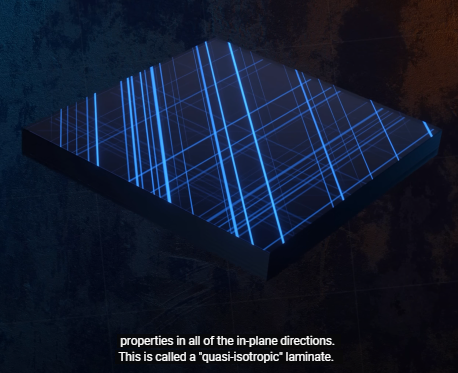 properties in all of the in-plane directions.
This is called a "quasi-isotropic" laminate.